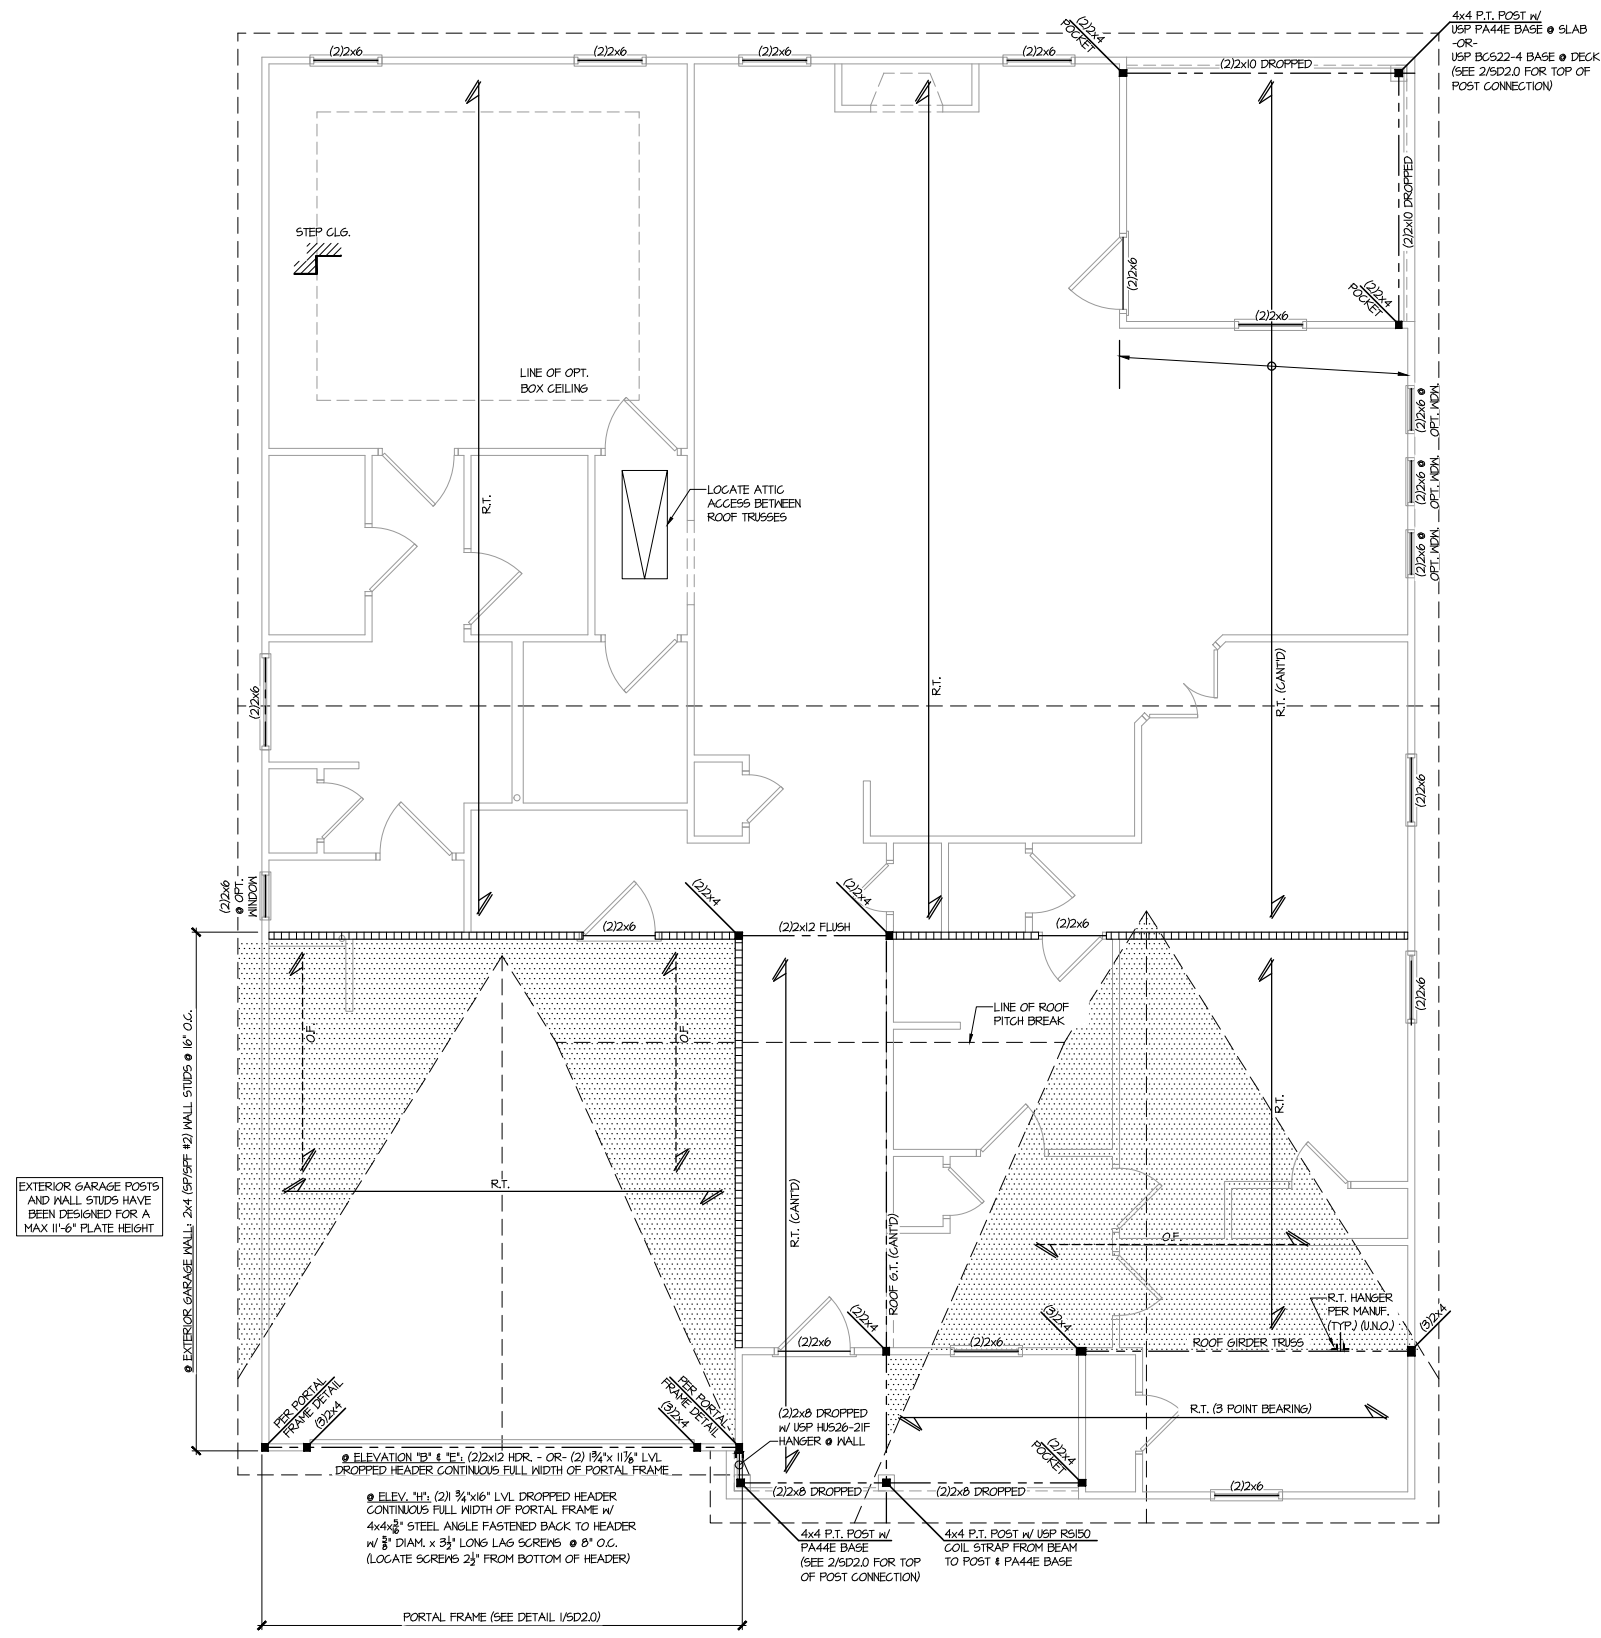 4x4 P.T. POST W/
USP PA44E BASE @ SLAB
-OR-
USP BCS22-4 BASE @ DECK
(SEE 2/SD2.0 FOR TOP OF
POST CONNECTION)
(2)2x6
(2)2x6
(2)2x6
(2)2x6
(2)2x4
POCKET
(2)2x10 DROPPED
(2)2x10 DROPPED
STEP CLG.
(2)2x6
(2)2x4
POCKET
(2)2x6
LINE OF OPT.
BOX CEILING
(2)2x6 @
OPT. WDW.
(2)2x6 @
OPT. WDW.
(2)2x6 @
OPT. WDW.
R.T.
LOCATE ATTIC
ACCESS BETWEEN
ROOF TRUSSES
R.T.
R.T. (CANT'D)
(2)2x6
(2)2x6
(2)2x6
@ OPT.
WINDOW
(2)2x4
(2)2x4
(2)2x6
(2)2x12 FLUSH
(2)2x6
(2)2x6
LINE OF ROOF
PITCH BREAK
O.F.
O.F.
R.T.
@ EXTERIOR GARAGE WALL: 2x4 (SP/SPF #2) WALL STUDS @ 16" O.C.
EXTERIOR GARAGE POSTS
AND WALL STUDS HAVE
BEEN DESIGNED FOR A
MAX 11'-6" PLATE HEIGHT
R.T.
R.T. (CANT'D)
ROOF G.T. (CANT'D)
O.F.
R.T. HANGER
PER MANUF.
(TYP.) (U.N.O.)
(2)2x4
(3)2x4
(3)2x4
(2)2x6
(2)2x6
ROOF GIRDER TRUSS
PER PORTAL
FRAME DETAIL
(3)2x4
PER PORTAL
FRAME DETAIL
(3)2x4
(2)2x8 DROPPED
W/ USP HUS26-2IF
HANGER @ WALL
R.T. (3 POINT BEARING)
(2)2x4
POCKET
@ ELEVATION "B" & "E": (2)2x12 HDR. - OR- (2) 1 3/4"x 11 7/8" LVL
DROPPED HEADER CONTINUOUS FULL WIDTH OF PORTAL FRAME
(2)2x8 DROPPED
(2)2x8 DROPPED
(2)2x6
@ ELEV. "H": (2)1 3/4"x16" LVL DROPPED HEADER
CONTINUOUS FULL WIDTH OF PORTAL FRAME W/
4x4x5/16" STEEL ANGLE FASTENED BACK TO HEADER
W/ 5/8" DIAM. x 3 1/2" LONG LAG SCREWS @ 8" O.C.
(LOCATE SCREWS 2 1/2" FROM BOTTOM OF HEADER)
4x4 P.T. POST W/
PA44E BASE
(SEE 2/SD2.0 FOR TOP
OF POST CONNECTION)
4x4 P.T. POST W/ USP RS150
COIL STRAP FROM BEAM
TO POST & PA44E BASE
PORTAL FRAME (SEE DETAIL 1/SD2.0)